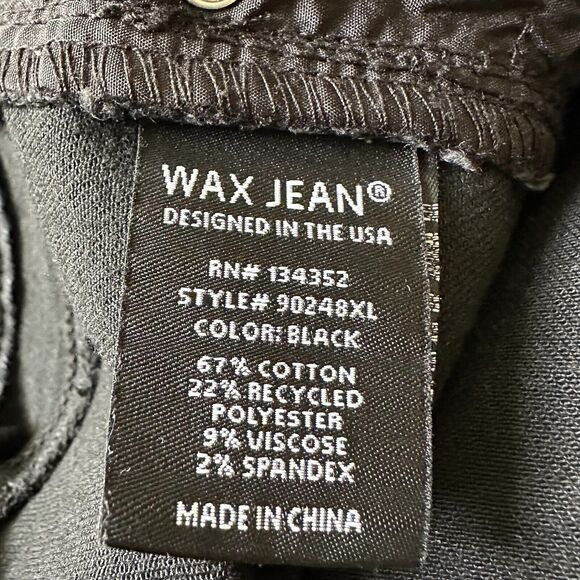 WAX JEAN®
DESIGNED IN THE USA
RN# 134352
STYLE# 90248XL
COLOR: BLACK
67% COTTON
22% RECYCLED
POLYESTER
9% VISCOSE
2% SPANDEX
MADE IN CHINA